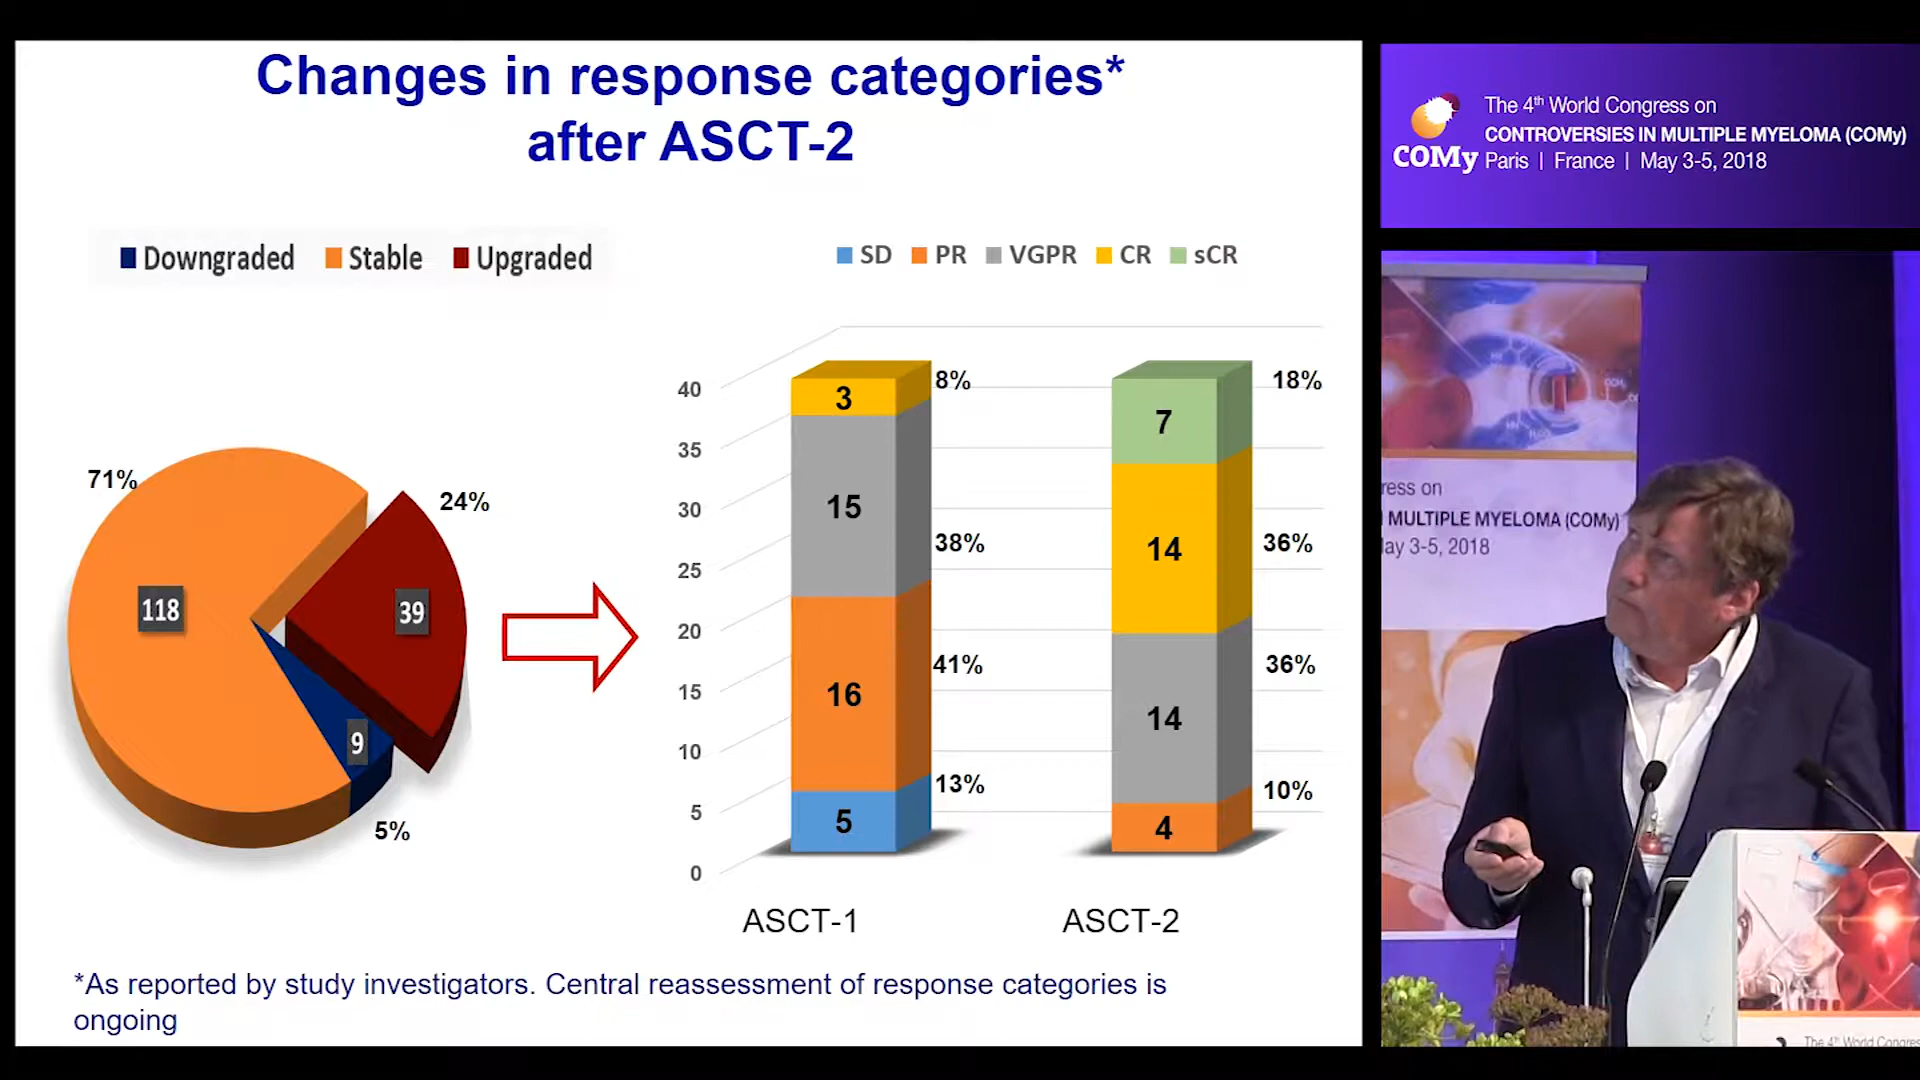 Changes in response categories*
after ASCT-2
Downgraded Stable Upgraded
71%
24%
118
39
9
5%
SD PR VGPR CR sCR
40
35
30
25
20
15
10
5
0
3
8%
15
38%
16
41%
5
13%
7
18%
14
36%
14
36%
4
10%
ASCT-1
ASCT-2
*As reported by study investigators. Central reassessment of response categories is
ongoing
The 4th World Congress on
CONTROVERSIES IN MULTIPLE MYELOMA (COMy)
COMy
Paris | France | May 3-5, 2018
ress on
MULTIPLE MYELOMA (COMy)
ay 3-5, 2018
The 4th World Congres